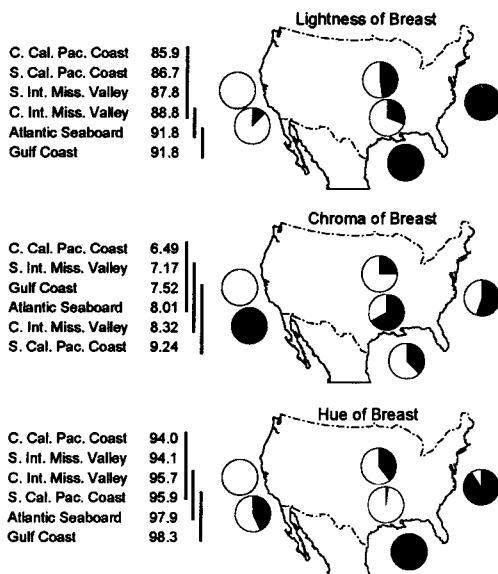 Lightness of Breast
C. Cal. Pac. Coast 85.9
S. Cal. Pac. Coast 86.7
S. Int. Miss. Valley 87.8
C. Int. Miss. Valley 88.8
Atlantic Seaboard 91.8
Gulf Coast 91.8
Chroma of Breast
C. Cal. Pac. Coast 6.49
S. Int. Miss. Valley 7.17
Gulf Coast 7.52
Atlantic Seaboard 8.01
C. Int. Miss. Valley 8.32
S. Cal. Pac. Coast 9.24
Hue of Breast
C. Cal. Pac. Coast 94.0
S. Int. Miss. Valley 94.1
C. Int. Miss. Valley 95.7
S. Cal. Pac. Coast 95.9
Atlantic Seaboard 97.9
Gulf Coast 98.3